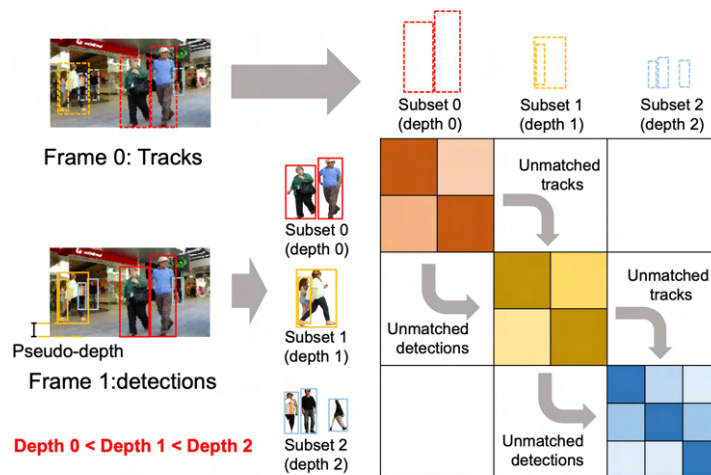 Subset 0
(depth 0)
Subset 1
(depth 1)
Subset 2
(depth 2)
Frame 0: Tracks
Unmatched
tracks
Subset 0
(depth 0)
Unmatched
tracks
Unmatched
detections
Subset 1
(depth 1)
Pseudo-depth
Frame 1:detections
Unmatched
detections
Depth 0 < Depth 1 < Depth 2
Subset 2
(depth 2)